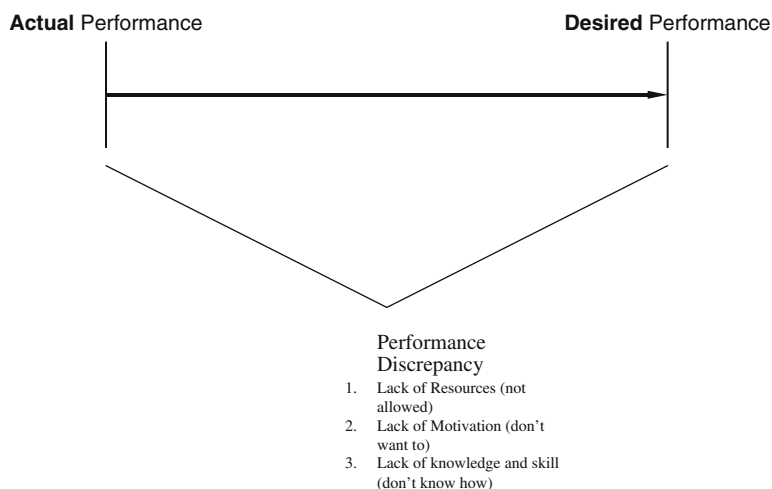 Actual Performance
Desired Performance
Performance
Discrepancy
1. Lack of Resources (not
allowed)
2. Lack of Motivation (don’t
want to)
3. Lack of knowledge and skill
(don’t know how)